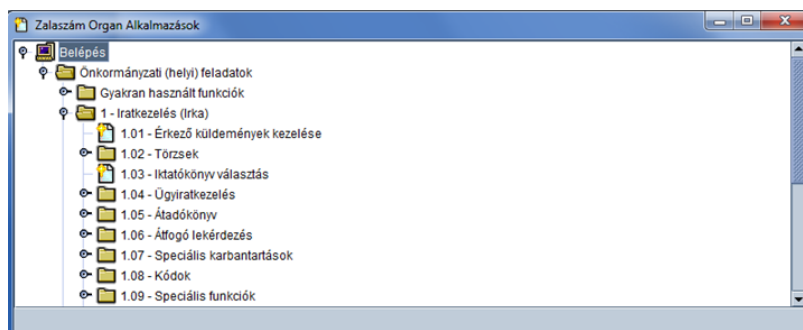 Zalaszám Organ Alkalmazások
Belépés
Önkormányzati (helyi) feladatok
Gyakran használt funkciók
1 - Iratkezelés (Irka)
1.01 - Érkező küldemények kezelése
1.02 - Törzsek
1.03 - Iktatókönyv választás
1.04 - Ügyiratkezelés
1.05 - Átadókönyv
1.06 - Átfogó lekérdezés
1.07 - Speciális karbantartások
1.08 - Kódok
1.09 - Speciális funkciók